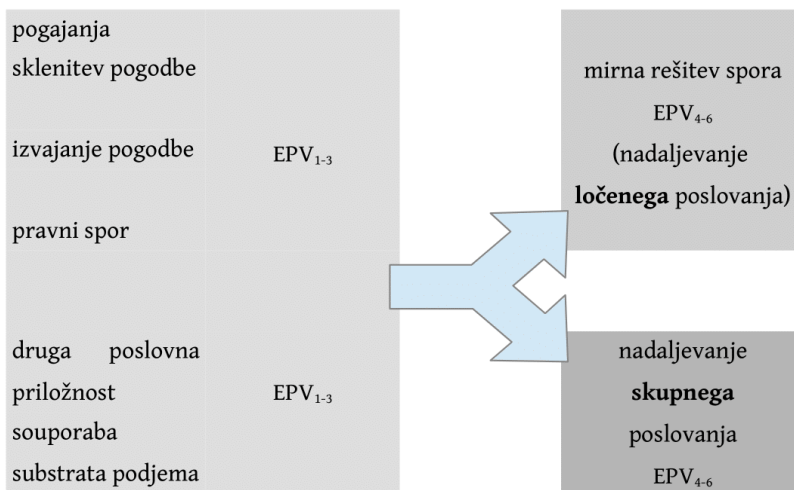 pogajanja
sklenitev pogodbe
izvajanje pogodbe
pravni spor
EPV₁₋₃
druga poslovna
priložnost
souporaba
substrata podjema
EPV₁₋₃
mirna rešitev spora
EPV₄₋₆
(nadaljevanje
ločenega poslovanja)
nadaljevanje
skupnega
poslovanja
EPV₄₋₆